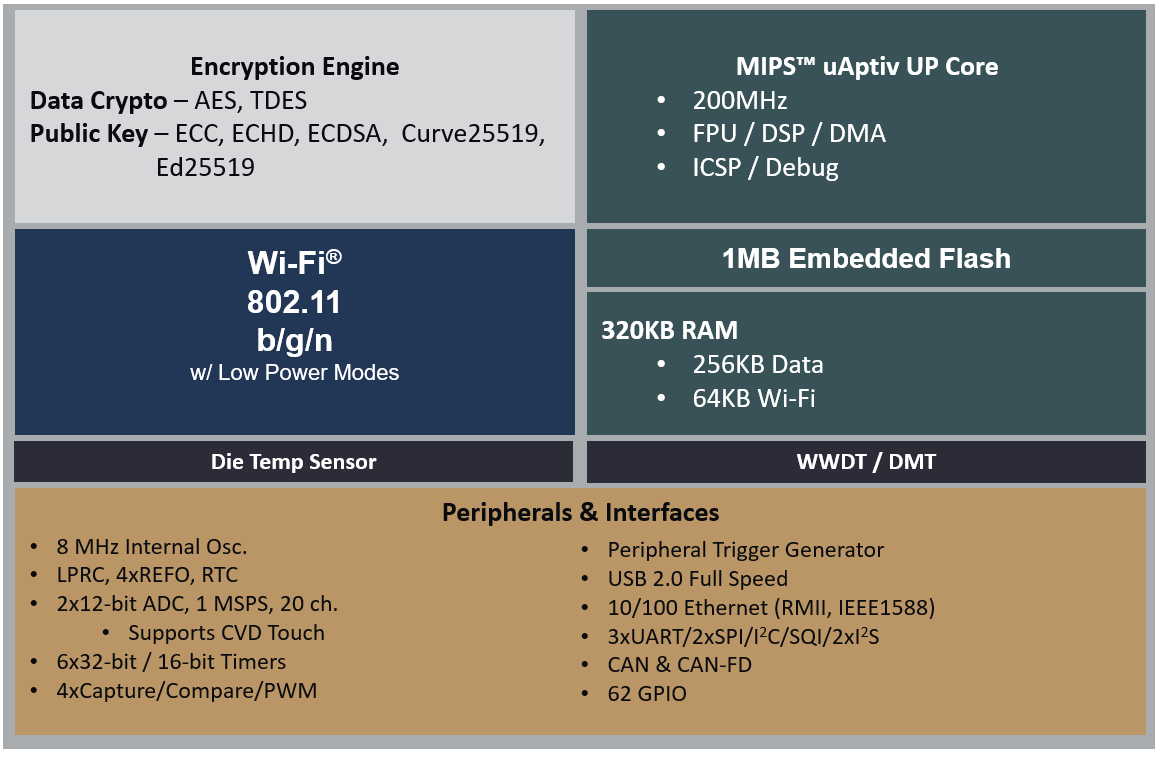 Encryption Engine
Data Crypto – AES, TDES
Public Key – ECC, ECHD, ECDSA, Curve25519,
Ed25519
MIPS™ uAptiv UP Core
• 200MHz
• FPU / DSP / DMA
• ICSP / Debug
Wi-Fi®
802.11
b/g/n
w/ Low Power Modes
1MB Embedded Flash
320KB RAM
• 256KB Data
• 64KB Wi-Fi
Die Temp Sensor
WWDT / DMT
Peripherals & Interfaces
• 8 MHz Internal Osc.
• LPRC, 4xREFO, RTC
• 2x12-bit ADC, 1 MSPS, 20 ch.
• Supports CVD Touch
• 6x32-bit / 16-bit Timers
• 4xCapture/Compare/PWM
• Peripheral Trigger Generator
• USB 2.0 Full Speed
• 10/100 Ethernet (RMII, IEEE1588)
• 3xUART/2xSPI/I²C/SQI/2xI²S
• CAN & CAN-FD
• 62 GPIO